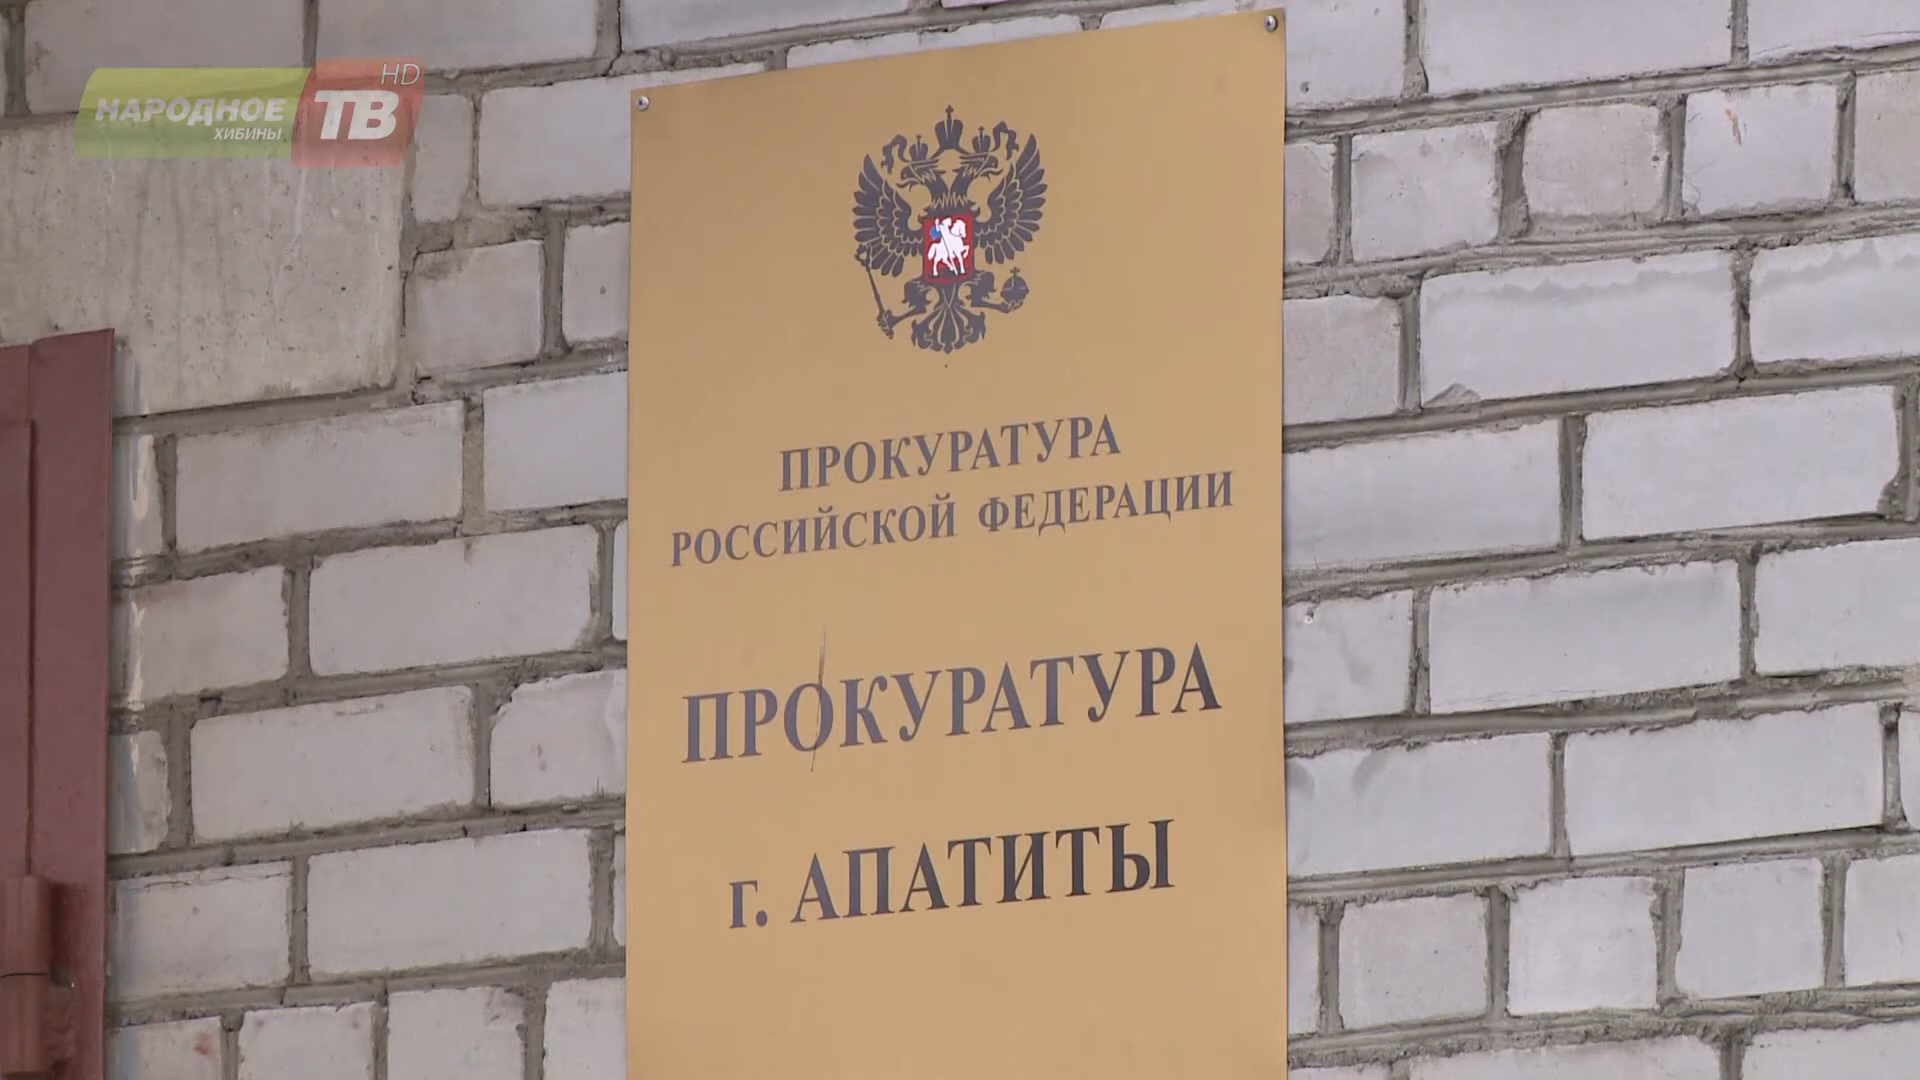 НАРОДНОЕ
ХИБИНЫ
ТВ
HD
ПРОКУРАТУРА
РОССИЙСКОЙ ФЕДЕРАЦИИ
ПРОКУРАТУРА
г. АПАТИТЫ